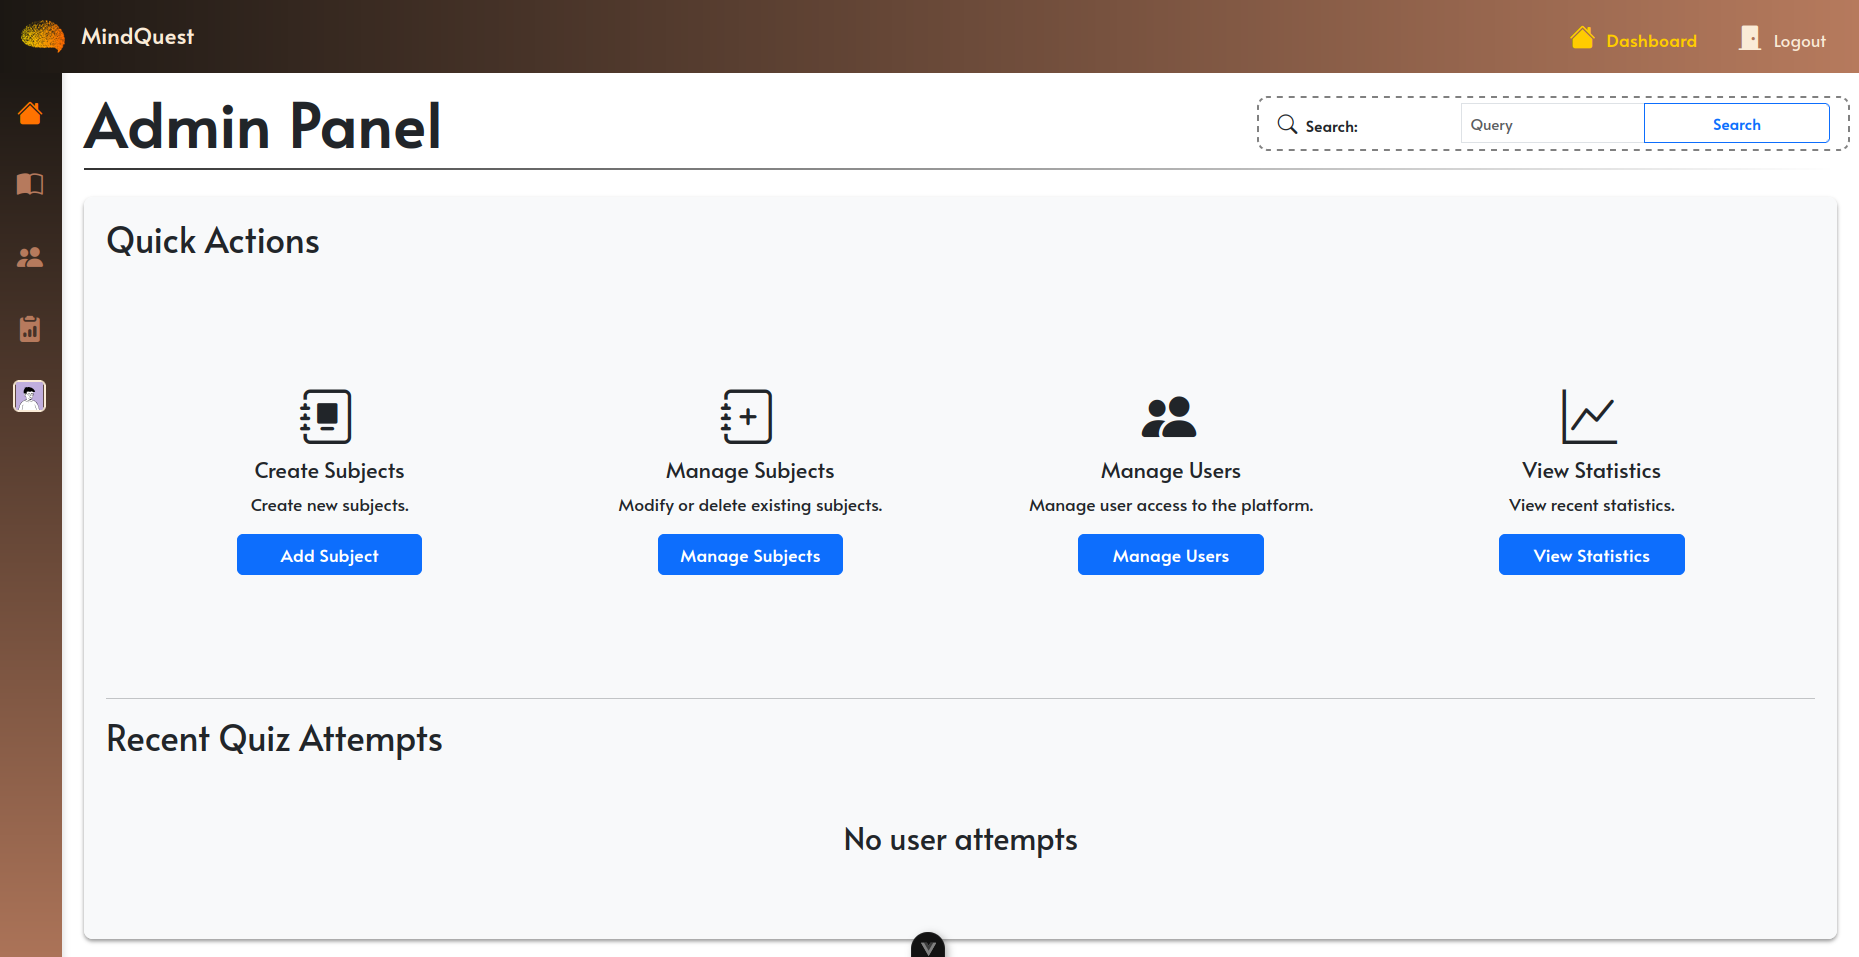 MindQuest
Dashboard
Logout
Admin Panel
Search:
Query
Search
Quick Actions
Create Subjects
Create new subjects.
Add Subject
Manage Subjects
Modify or delete existing subjects.
Manage Subjects
Manage Users
Manage user access to the platform.
Manage Users
View Statistics
View recent statistics.
View Statistics
Recent Quiz Attempts
No user attempts